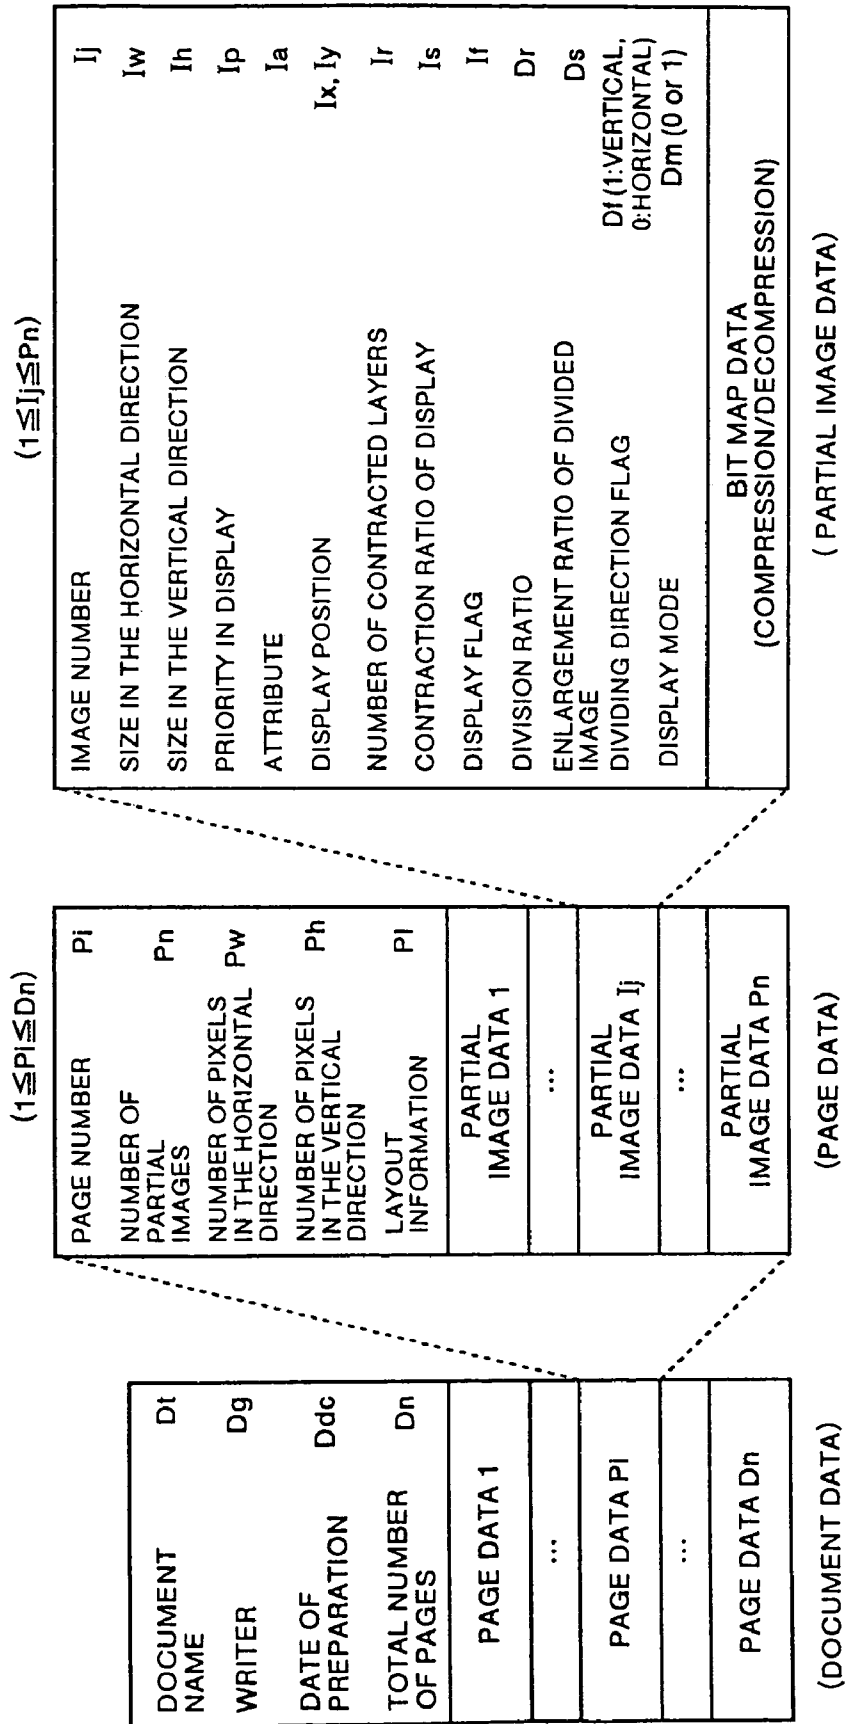 DOCUMENT Dt
NAME
WRITER Dg
DATE OF Ddc
PREPARATION
TOTAL NUMBER Dn
OF PAGES
PAGE DATA 1
...
PAGE DATA Pi
...
PAGE DATA Dn
(DOCUMENT DATA)
(1≦Pi≦Dn)
PAGE NUMBER Pi
NUMBER OF Pn
PARTIAL
IMAGES
NUMBER OF PIXELS Pw
IN THE HORIZONTAL
DIRECTION
NUMBER OF PIXELS Ph
IN THE VERTICAL
DIRECTION
LAYOUT Pl
INFORMATION
PARTIAL
IMAGE DATA 1
...
PARTIAL
IMAGE DATA Ij
...
PARTIAL
IMAGE DATA Pn
(PAGE DATA)
(1≦Ij≦Pn)
IMAGE NUMBER Ij
SIZE IN THE HORIZONTAL DIRECTION Iw
SIZE IN THE VERTICAL DIRECTION Ih
PRIORITY IN DISPLAY Ip
ATTRIBUTE Ia
DISPLAY POSITION Ix, Iy
NUMBER OF CONTRACTED LAYERS Ir
CONTRACTION RATIO OF DISPLAY Is
DISPLAY FLAG If
DIVISION RATIO Dr
ENLARGEMENT RATIO OF DIVIDED Ds
IMAGE
DIVIDING DIRECTION FLAG Df (1:VERTICAL,
0:HORIZONTAL)
DISPLAY MODE Dm (0 or 1)
BIT MAP DATA
(COMPRESSION/DECOMPRESSION)
( PARTIAL IMAGE DATA)